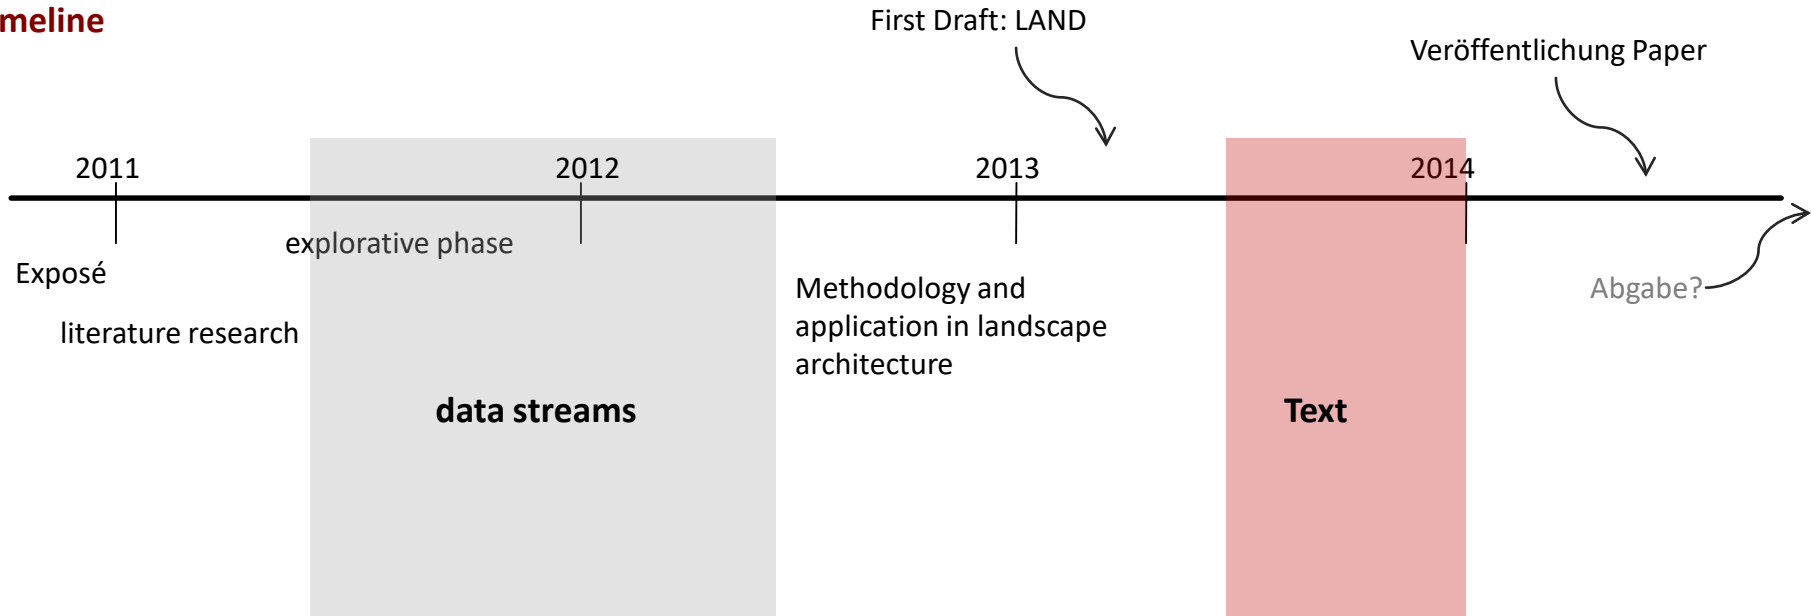 meline
First Draft: LAND
Veröffentlichung Paper
2011
2012
2013
2014
explorative phase
Exposé
literature research
Methodology and
application in landscape
architecture
Abgabe?
data streams
Text